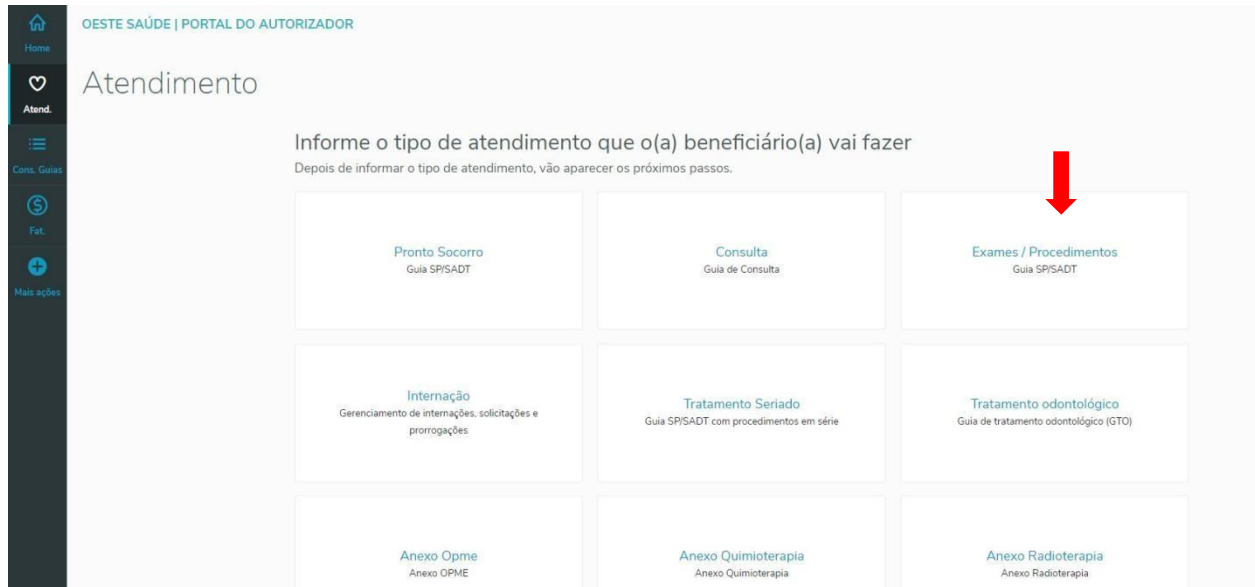 OESTE SAÚDE | PORTAL DO AUTORIZADOR
Home
Atend.
Cons. Guias
Fat.
Mais ações
Atendimento
Informe o tipo de atendimento que o(a) beneficiário(a) vai fazer
Depois de informar o tipo de atendimento, vão aparecer os próximos passos.
Pronto Socorro
Guia SP/SADT
Consulta
Guia de Consulta
Exames / Procedimentos
Guia SP/SADT
Internação
Gerenciamento de internações, solicitações e
prorrogações
Tratamento Seriado
Guia SP/SADT com procedimentos em série
Tratamento odontológico
Guia de tratamento odontológico (GTO)
Anexo Opme
Anexo OPME
Anexo Quimioterapia
Anexo Quimioterapia
Anexo Radioterapia
Anexo Radioterapia